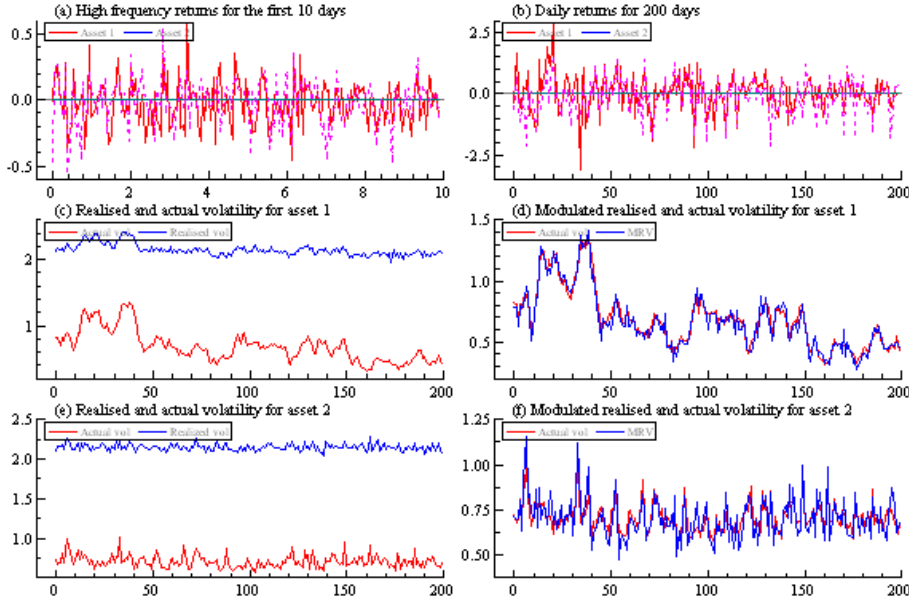 (a) High frequency returns for the first 10 days
Asset 1 Asset 2
0.5
0.0
-0.5
0 2 4 6 8 10
(b) Daily returns for 200 days
Asset 1 Asset 2
2.5
0.0
-2.5
0 50 100 150 200
(c) Realised and actual volatility for asset 1
Actual vol Realised vol
2
1
0 50 100 150 200
(d) Modulated realised and actual volatility for asset 1
Actual vol MRV
1.5
1.0
0.5
0 50 100 150 200
(e) Realised and actual volatility for asset 2
Actual vol Realized vol
2.5
2.0
1.5
1.0
0 50 100 150 200
(f) Modulated realised and actual volatility for asset 2
Actual vol MRV
1.25
1.00
0.75
0.50
0 50 100 150 200